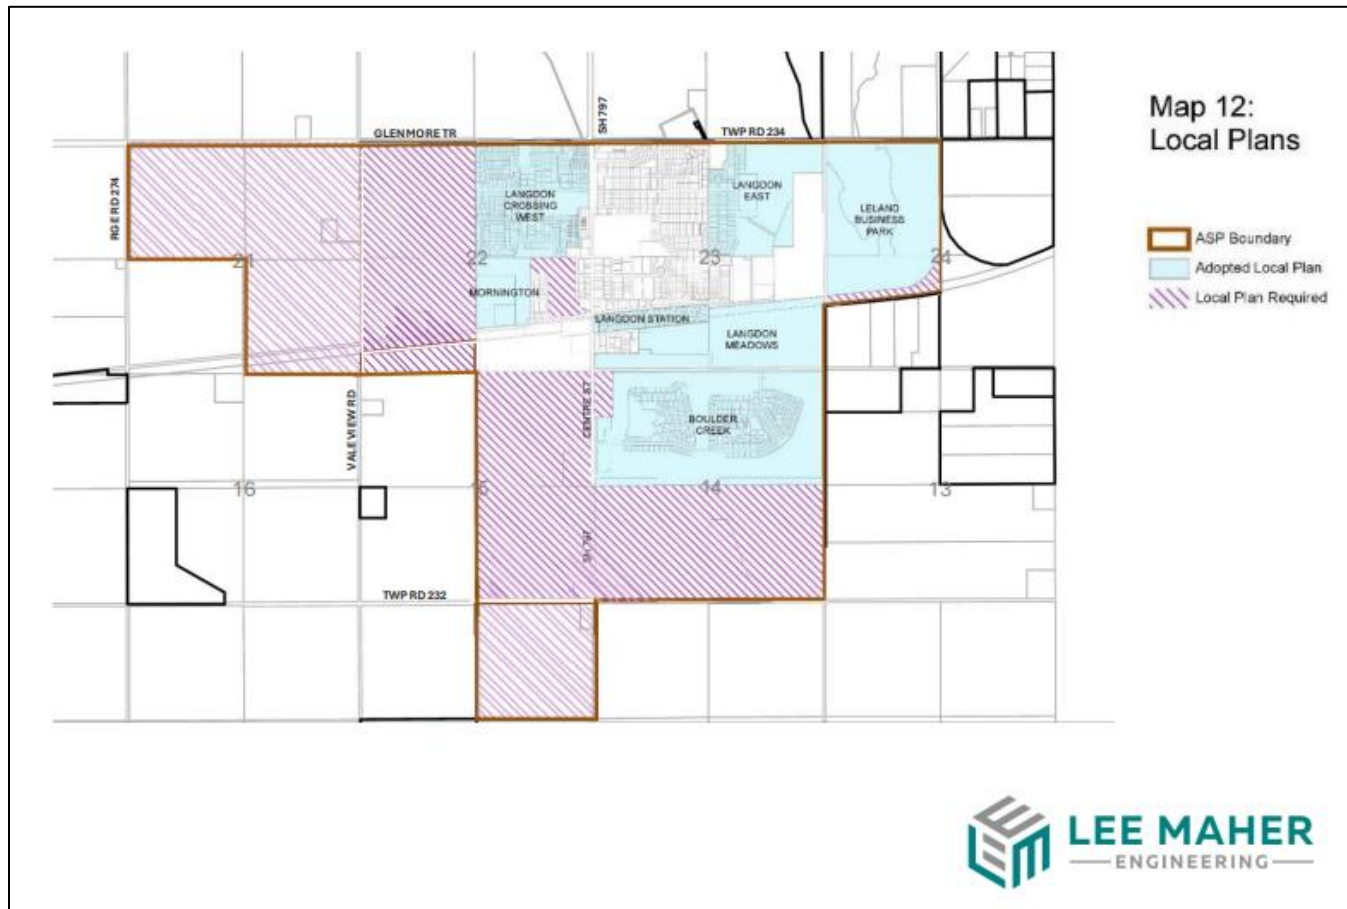 Map 12:
Local Plans
SH 797
GLENMORE TR
TWP RD 234
RGE RD 274
LANGDON
CROSSING
WEST
LANGDON
EAST
LELAND
BUSINESS
PARK
ASP Boundary
Adopted Local Plan
Local Plan Required
21
22
23
24
MORNINGTON
LANGDON STATION
LANGDON
MEADOWS
VALEVIEW RD
CENTRE ST
BOULDER
CREEK
16
15
14
13
SH 797
TWP RD 232
LEE MAHER
ENGINEERING